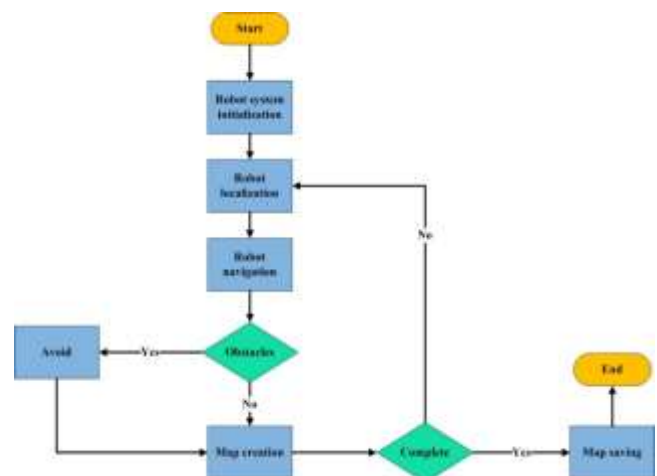 Start
Robot system
initialization
Robot
localization
No
Robot
navigation
Avoid
Yes
Obstacles
End
No
Map creation
Complete
Yes
Map saving